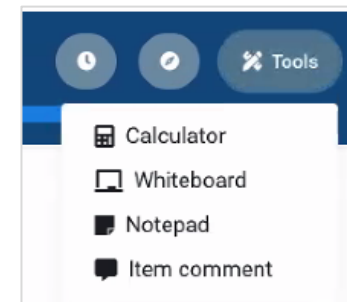 Tools
Calculator
Whiteboard
Notepad
Item comment